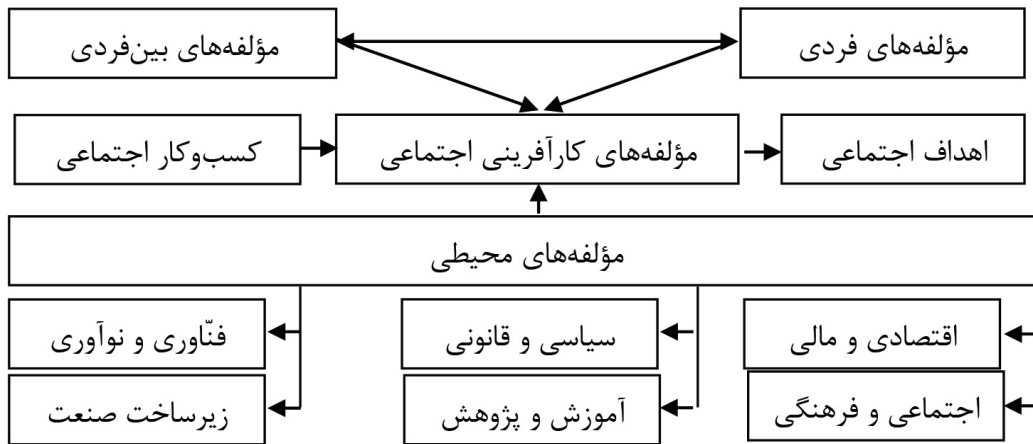 مؤلفه‌های فردی
مؤلفه‌های بین‌فردی
اهداف اجتماعی
مؤلفه‌های کارآفرینی اجتماعی
کسب‌وکار اجتماعی
مؤلفه‌های محیطی
اقتصادی و مالی
سیاسی و قانونی
فنّاوری و نوآوری
اجتماعی و فرهنگی
آموزش و پژوهش
زیرساخت صنعت